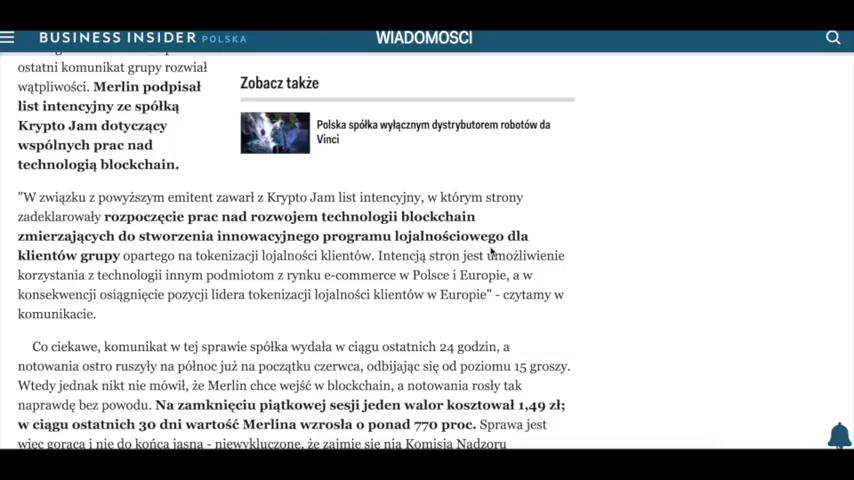 BUSINESS INSIDER POLSKA
WIADOMOŚCI
ostatni komunikat grupy rozwiał
wątpliwości. Merlin podpisał
list intencyjny ze spółką
Krypto Jam dotyczący
wspólnych prac nad
technologią blockchain.
Zobacz także
Polska spółka wyłącznym dystrybutorem robotów da
Vinci
"W związku z powyższym emitent zawarł z Krypto Jam list intencyjny, w którym strony
zadeklarowały rozpoczęcie prac nad rozwojem technologii blockchain
zmierzających do stworzenia innowacyjnego programu lojalnościowego dla
klientów grupy opartego na tokenizacji lojalności klientów. Intencją stron jest umożliwienie
korzystania z technologii innym podmiotom z rynku e-commerce w Polsce i Europie, a w
konsekwencji osiągnięcie pozycji lidera tokenizacji lojalności klientów w Europie" - czytamy w
komunikacie.
Co ciekawe, komunikat w tej sprawie spółka wydała w ciągu ostatnich 24 godzin, a
notowania ostro ruszyły na północ już na początku czerwca, odbijając się od poziomu 15 groszy.
Wtedy jednak nikt nie mówił, że Merlin chce wejść w blockchain, a notowania rosły tak
naprawdę bez powodu. Na zamknięciu piątkowej sesji jeden walor kosztował 1,49 zł;
w ciągu ostatnich 30 dni wartość Merlina wzrosła o ponad 770 proc. Sprawa jest
więc gorąca i nie do końca jasna - niewykluczone, że zajmie się nią Komisja Nadzoru